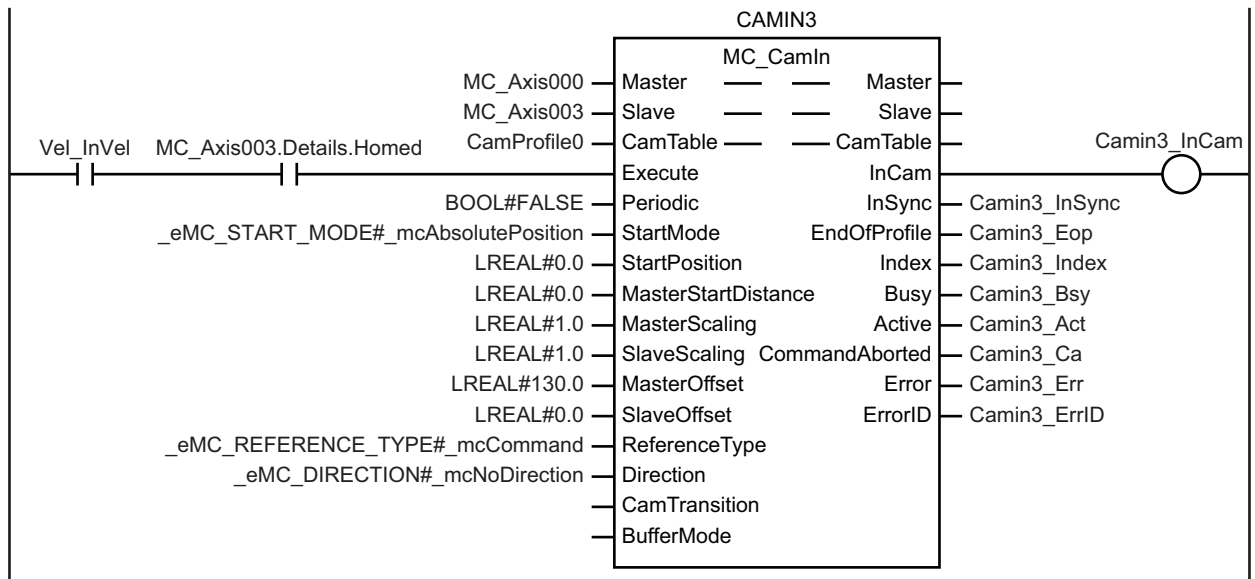 CAMIN3
MC_CamIn
MC_Axis000 Master Master
MC_Axis003 Slave Slave
CamProfile0 CamTable CamTable
Vel_InVel MC_Axis003.Details.Homed Camin3_InCam
Execute InCam
BOOL#FALSE Periodic InSync Camin3_InSync
_eMC_START_MODE#_mcAbsolutePosition StartMode EndOfProfile Camin3_Eop
LREAL#0.0 StartPosition Index Camin3_Index
LREAL#0.0 MasterStartDistance Busy Camin3_Bsy
LREAL#1.0 MasterScaling Active Camin3_Act
LREAL#1.0 SlaveScaling CommandAborted Camin3_Ca
LREAL#130.0 MasterOffset Error Camin3_Err
LREAL#0.0 SlaveOffset ErrorID Camin3_ErrID
_eMC_REFERENCE_TYPE#_mcCommand ReferenceType
_eMC_DIRECTION#_mcNoDirection Direction
CamTransition
BufferMode